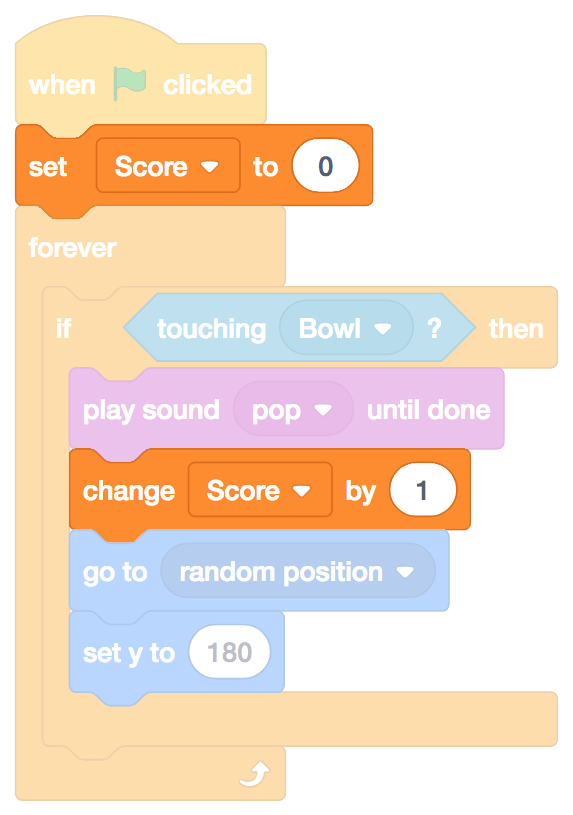 when clicked
set Score to 0
forever
if touching Bowl ? then
play sound pop until done
change Score by 1
go to random position
set y to 180